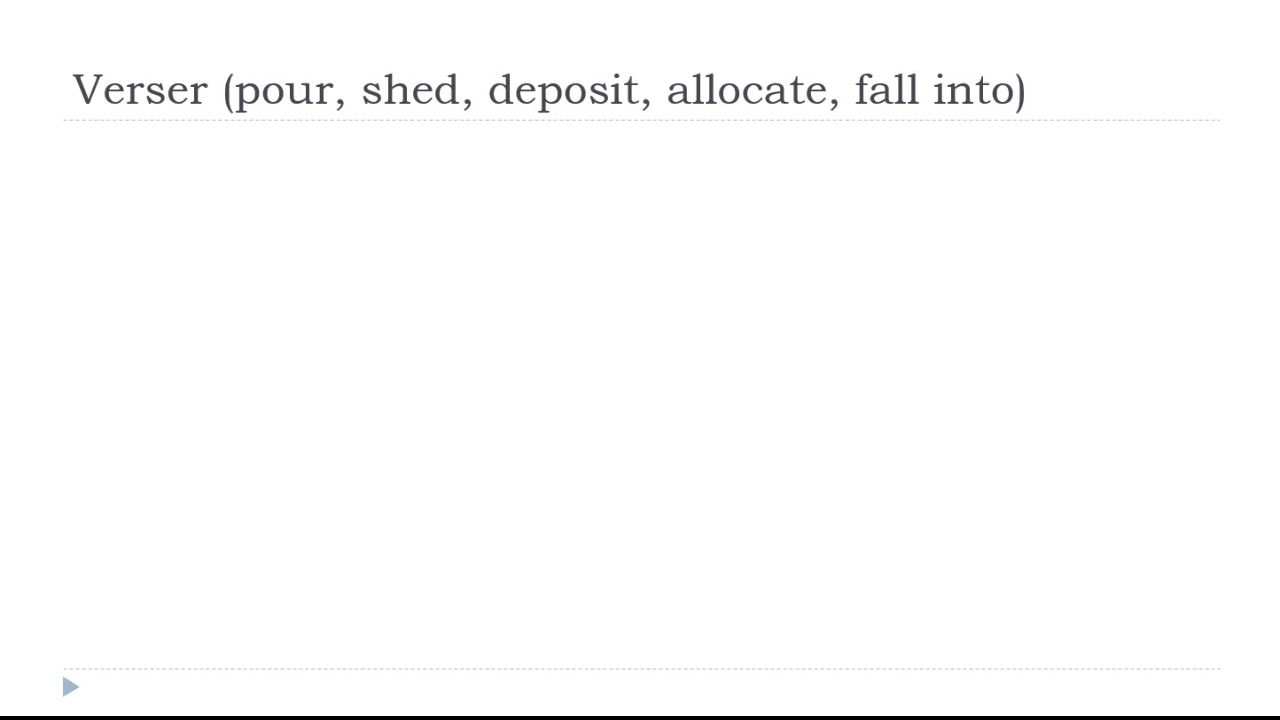 Verser (pour, shed, deposit, allocate, fall into)